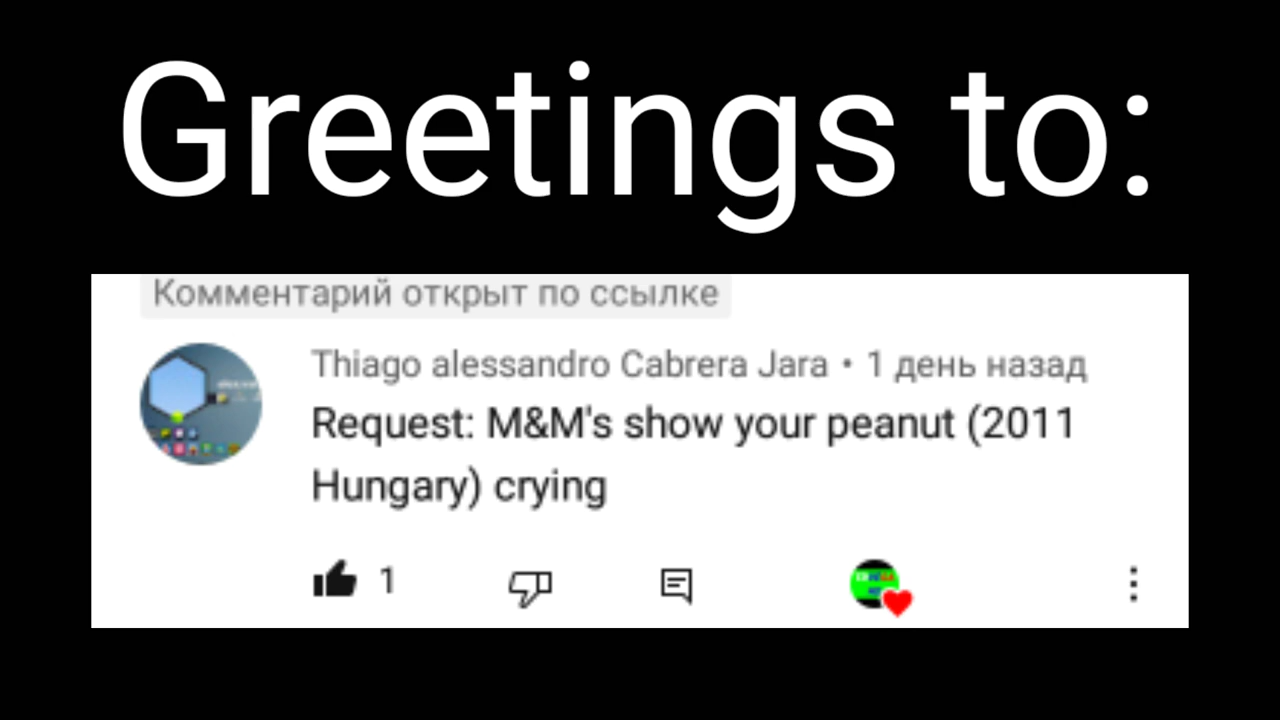 Greetings to:
Комментарий открыт по ссылке
Thiago alessandro Cabrera Jara • 1 день назад
Request: M&M's show your peanut (2011
Hungary) crying
1